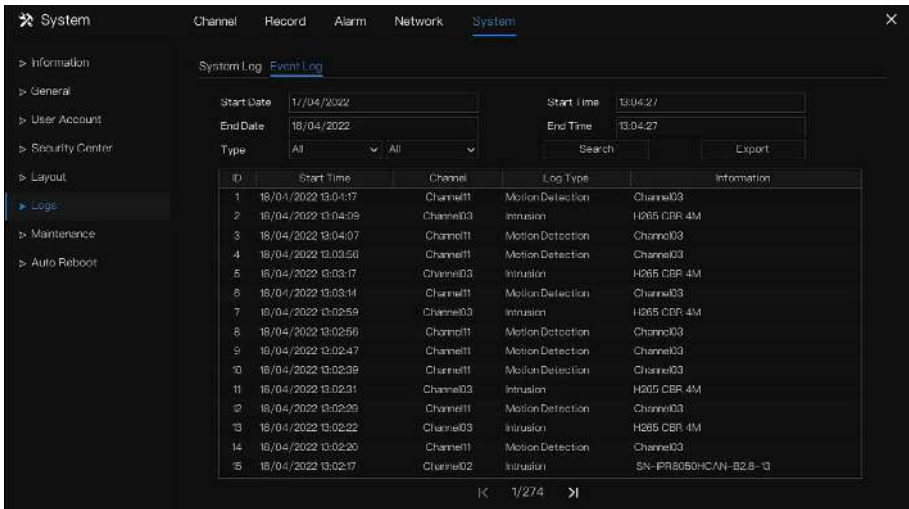 System Channel Record Alarm Network System
Information
General
User Account
Security Center
Layout
Logs
Maintenance
Auto Reboot
System Log Event Log
Start Date 17/04/2022 Start Time 13:04:27
End Date 18/04/2022 End Time 13:04:27
Type All All Search Export
ID Start Time Channel Log Type Information
1 18/04/2022 13:04:17 Channel11 Motion Detection Channel03
2 18/04/2022 13:04:09 Channel03 Intrusion H265 CBR 4M
3 18/04/2022 13:04:07 Channel11 Motion Detection Channel03
4 18/04/2022 13:03:56 Channel11 Motion Detection Channel03
5 18/04/2022 13:03:17 Channel03 Intrusion H265 CBR 4M
6 18/04/2022 13:03:14 Channel11 Motion Detection Channel03
7 18/04/2022 13:02:59 Channel03 Intrusion H265 CBR 4M
8 18/04/2022 13:02:56 Channel11 Motion Detection Channel03
9 18/04/2022 13:02:47 Channel11 Motion Detection Channel03
10 18/04/2022 13:02:39 Channel11 Motion Detection Channel03
11 18/04/2022 13:02:31 Channel03 Intrusion H265 CBR 4M
12 18/04/2022 13:02:29 Channel11 Motion Detection Channel03
13 18/04/2022 13:02:22 Channel03 Intrusion H265 CBR 4M
14 18/04/2022 13:02:20 Channel11 Motion Detection Channel03
15 18/04/2022 13:02:17 Channel02 Intrusion SN-IPR8050HCAN-B2.8-13
1/274